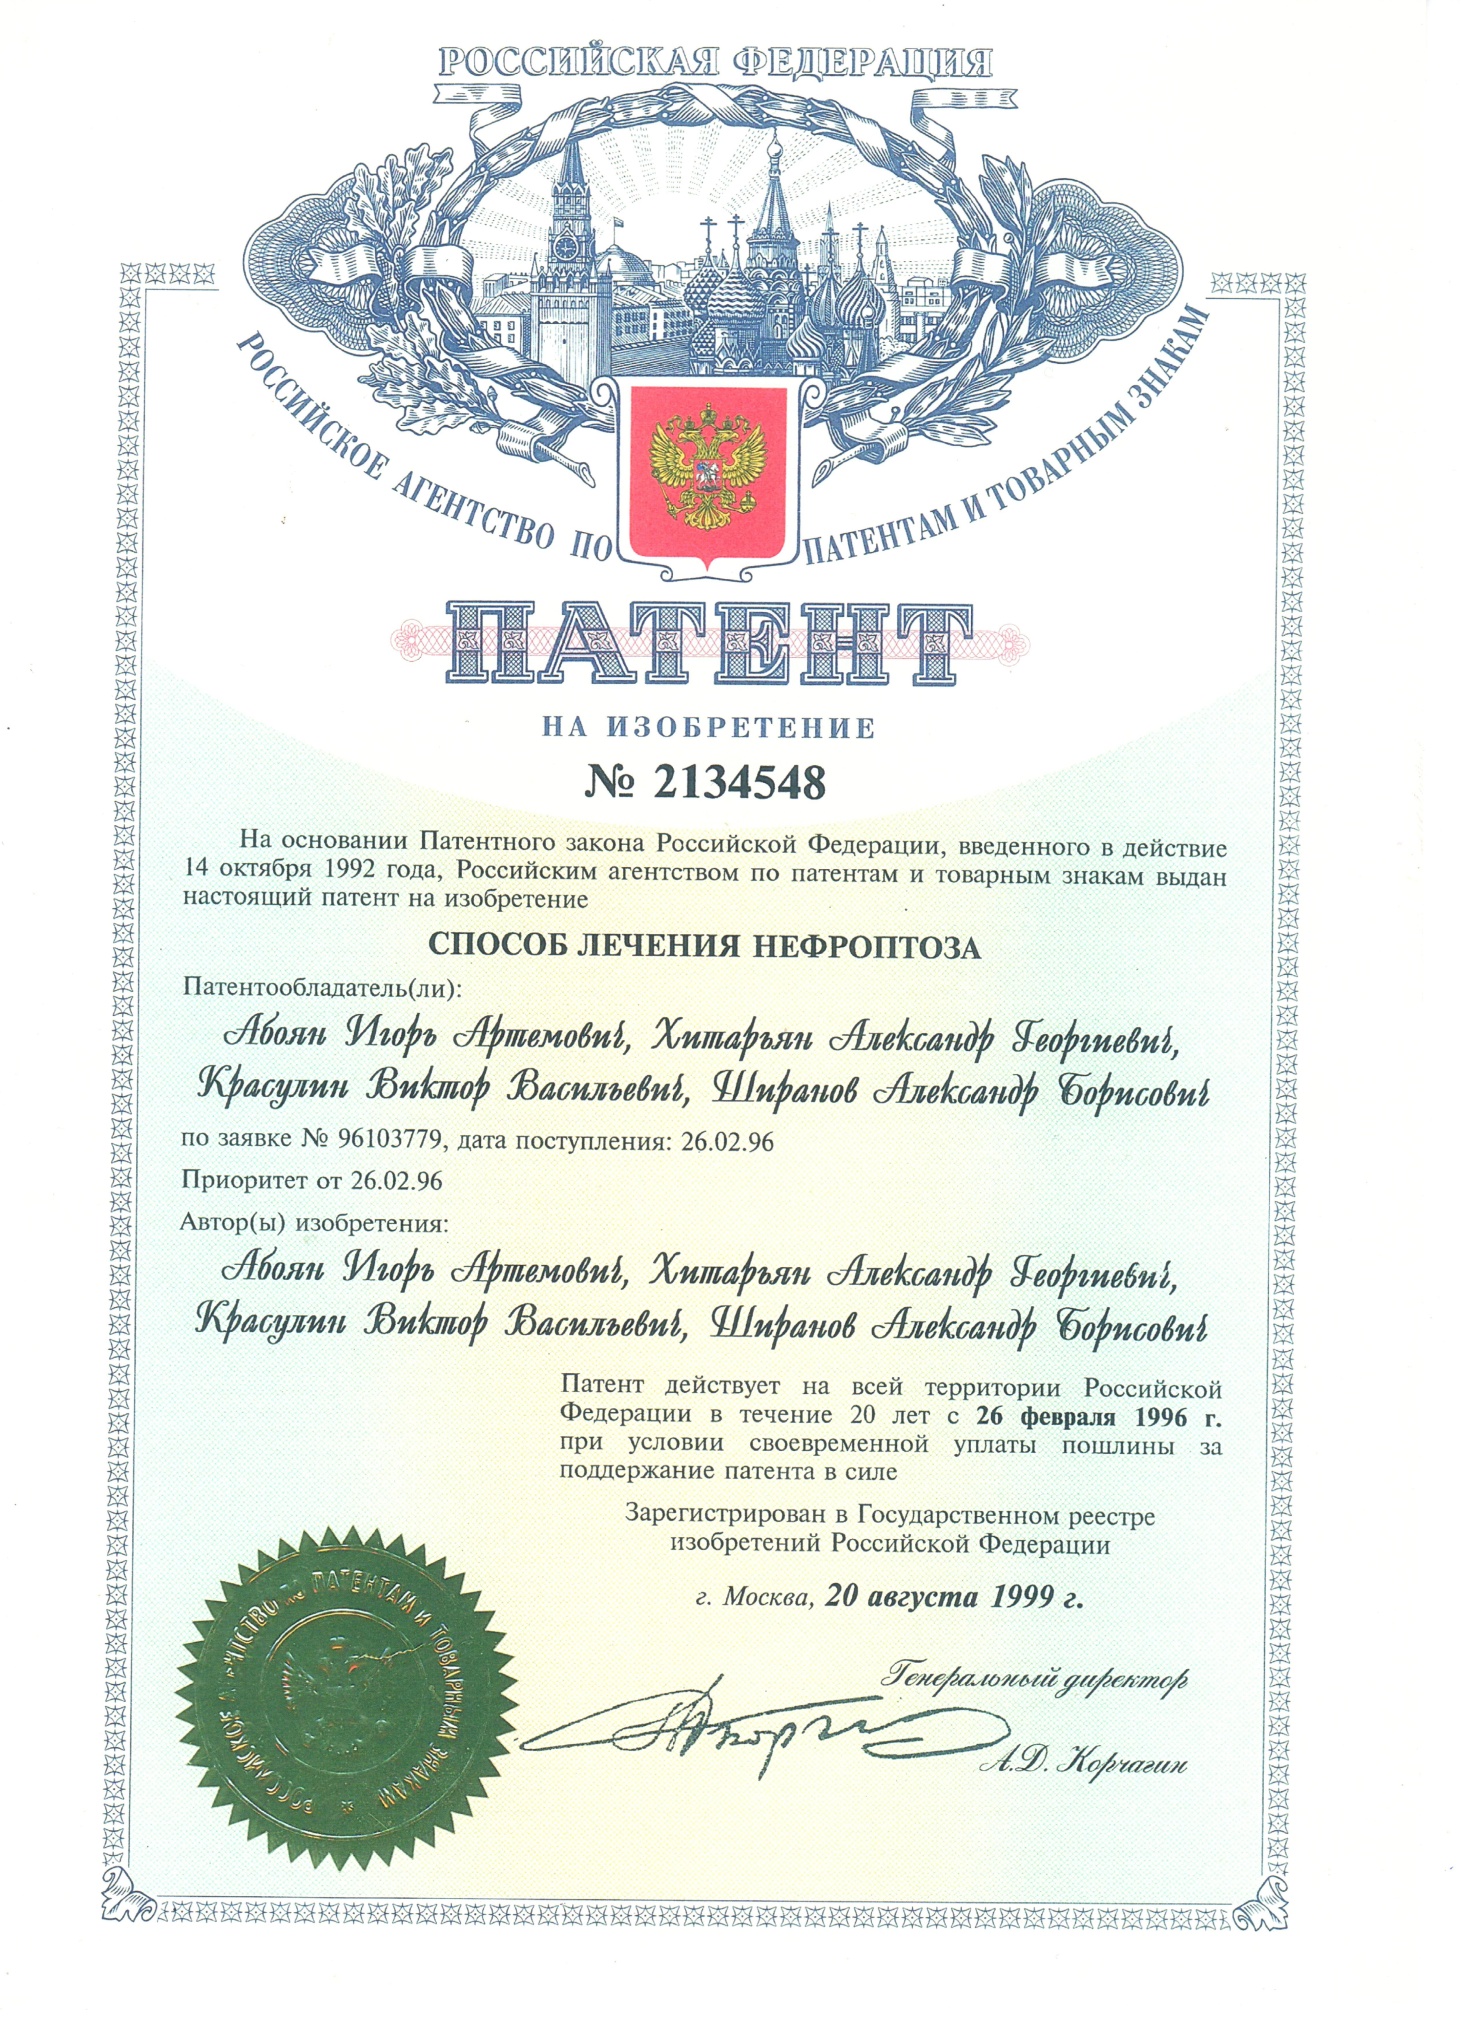 РОССИЙСКАЯ ФЕДЕРАЦИЯ
РОССИЙСКОЕ АГЕНТСТВО ПО ПАТЕНТАМ И ТОВАРНЫМ ЗНАКАМ
ПАТЕНТ
НА ИЗОБРЕТЕНИЕ
№ 2134548
На основании Патентного закона Российской Федерации, введенного в действие
14 октября 1992 года, Российским агентством по патентам и товарным знакам выдан
настоящий патент на изобретение
СПОСОБ ЛЕЧЕНИЯ НЕФРОПТОЗА
Патентообладатель(ли):
Абоян Игорь Артемович, Хитарьян Александр Георгиевич,
Красулин Виктор Васильевич, Ширанов Александр Борисович
по заявке № 96103779, дата поступления: 26.02.96
Приоритет от 26.02.96
Автор(ы) изобретения:
Абоян Игорь Артемович, Хитарьян Александр Георгиевич,
Красулин Виктор Васильевич, Ширанов Александр Борисович
Патент действует на всей территории Российской
Федерации в течение 20 лет с 26 февраля 1996 г.
при условии своевременной уплаты пошлины за
поддержание патента в силе
Зарегистрирован в Государственном реестре
изобретений Российской Федерации
г. Москва, 20 августа 1999 г.
Генеральный директор
А.Д. Корчагин
РОССИЙСКОЕ АГЕНТСТВО ПО ПАТЕНТАМ И ТОВАРНЫМ ЗНАКАМ